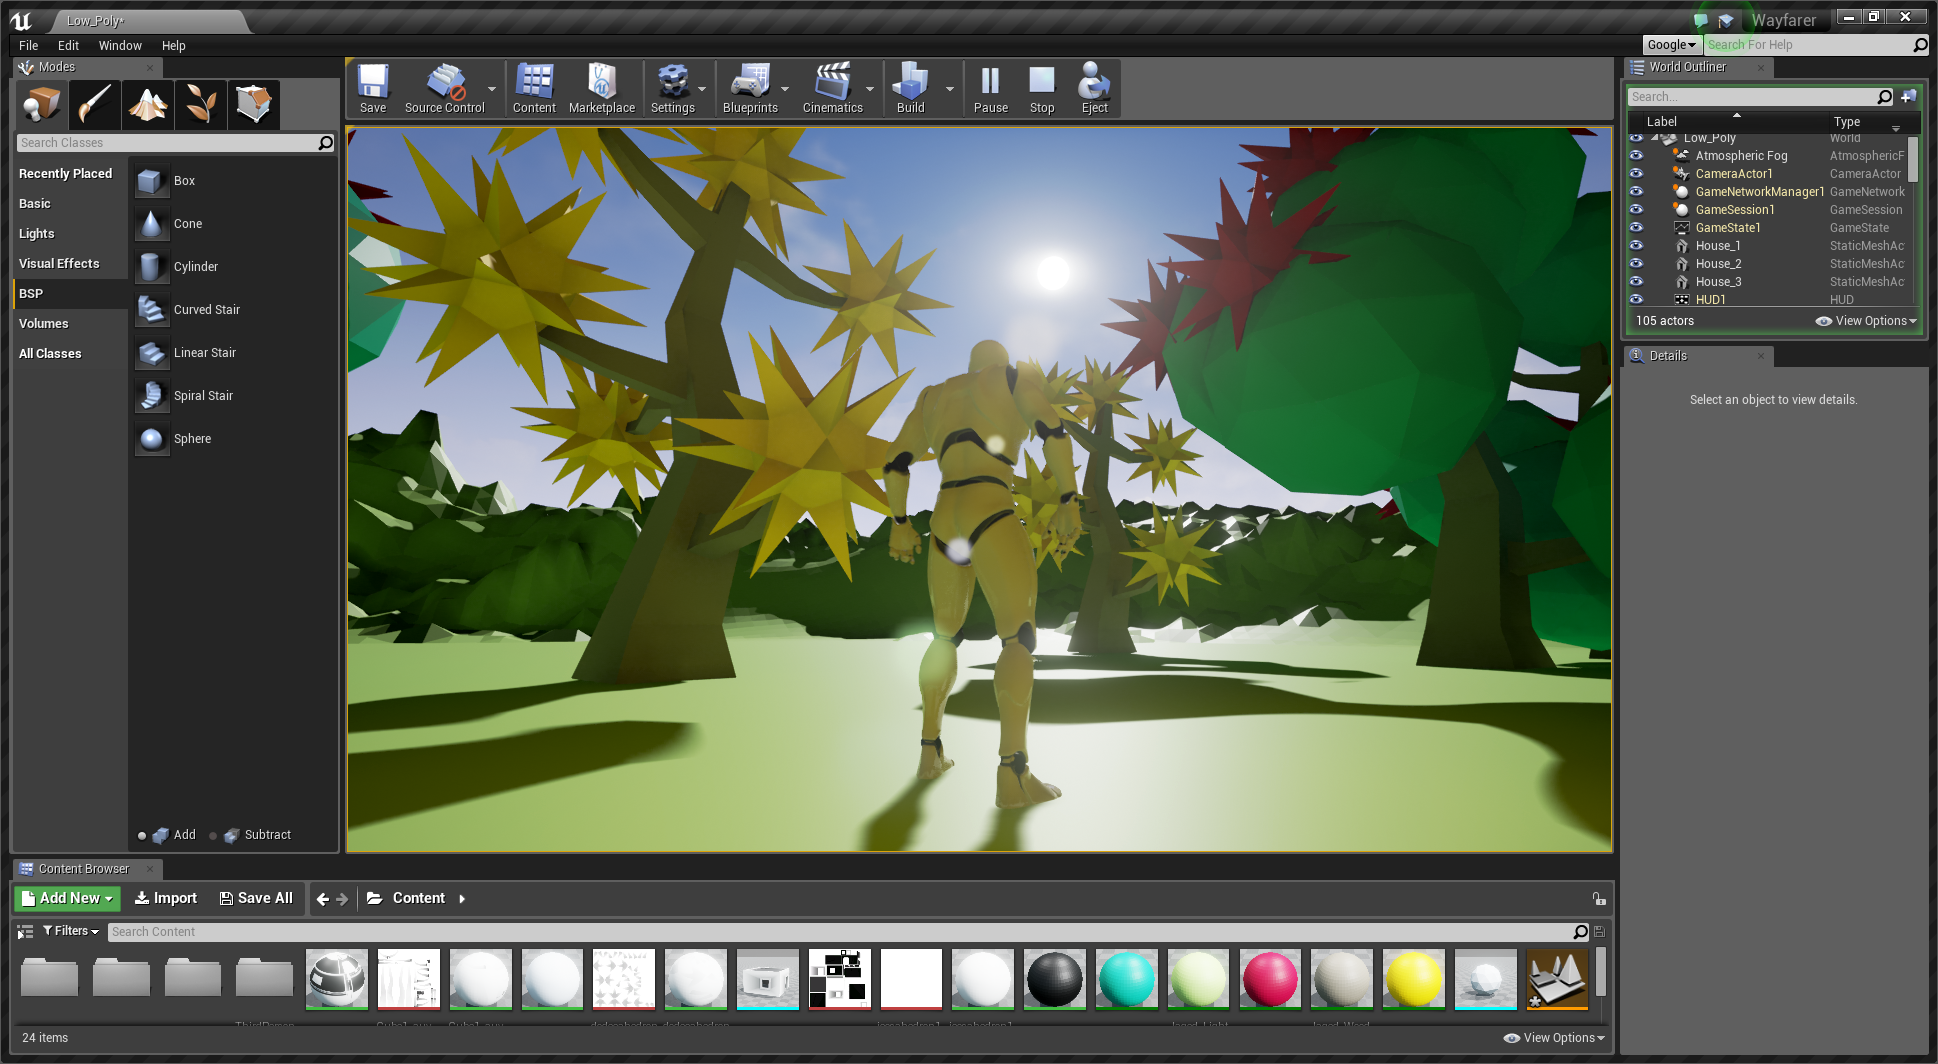 Low_Poly*
Wayfarer
File Edit Window Help
Google Search For Help
Modes
Search Classes
Recently Placed
Basic
Lights
Visual Effects
BSP
Volumes
All Classes
Box
Cone
Cylinder
Curved Stair
Linear Stair
Spiral Stair
Sphere
Add Subtract
Save Source Control Content Marketplace Settings Blueprints Cinematics Build Pause Stop Eject
World Outliner
Search...
Label Type
Low_Poly World
Atmospheric Fog AtmosphericF
CameraActor1 CameraActor
GameNetworkManager1 GameNetwork
GameSession1 GameSession
GameState1 GameState
House_1 StaticMeshAc
House_2 StaticMeshAc
House_3 StaticMeshAc
HUD1 HUD
105 actors View Options
Details
Select an object to view details.
Content Browser
Add New Import Save All Content
Filters Search Content
24 items View Options